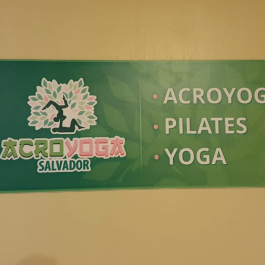 ACROYOGA
SALVADOR
• ACROYOG
• PILATES
• YOGA